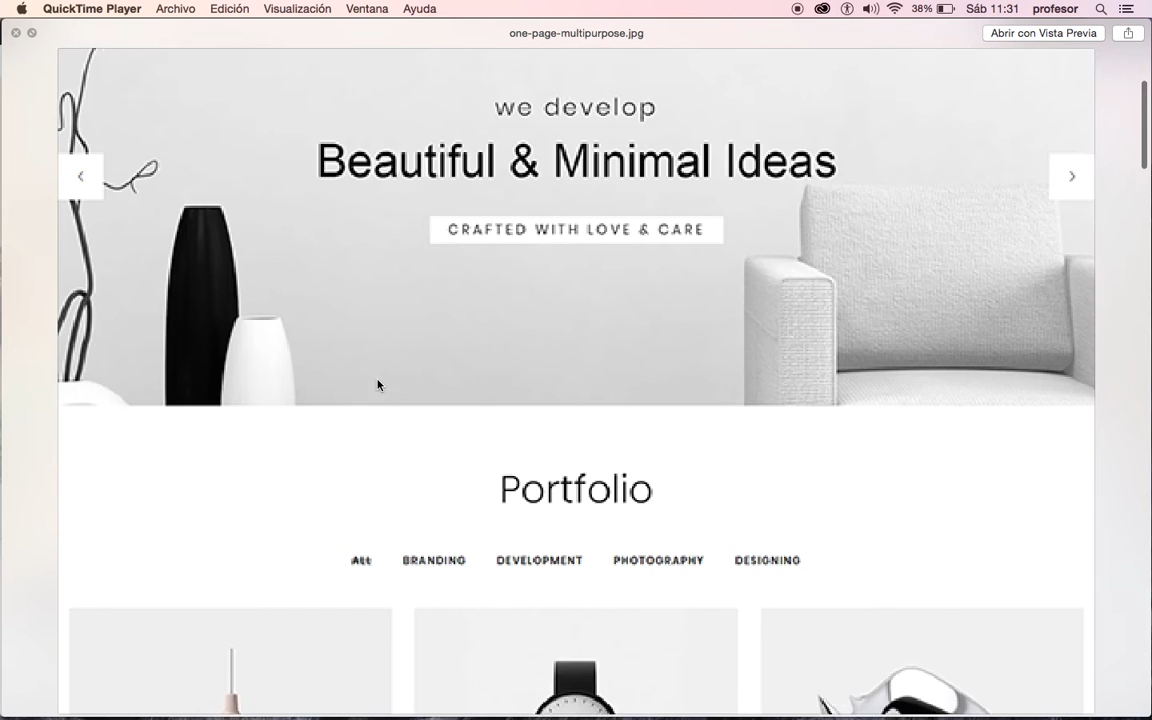 QuickTime Player Archivo Edición Visualización Ventana Ayuda 38% Sáb 11:31 profesor
one-page-multipurpose.jpg Abrir con Vista Previa
we develop
Beautiful & Minimal Ideas
CRAFTED WITH LOVE & CARE
Portfolio
All BRANDING DEVELOPMENT PHOTOGRAPHY DESIGNING